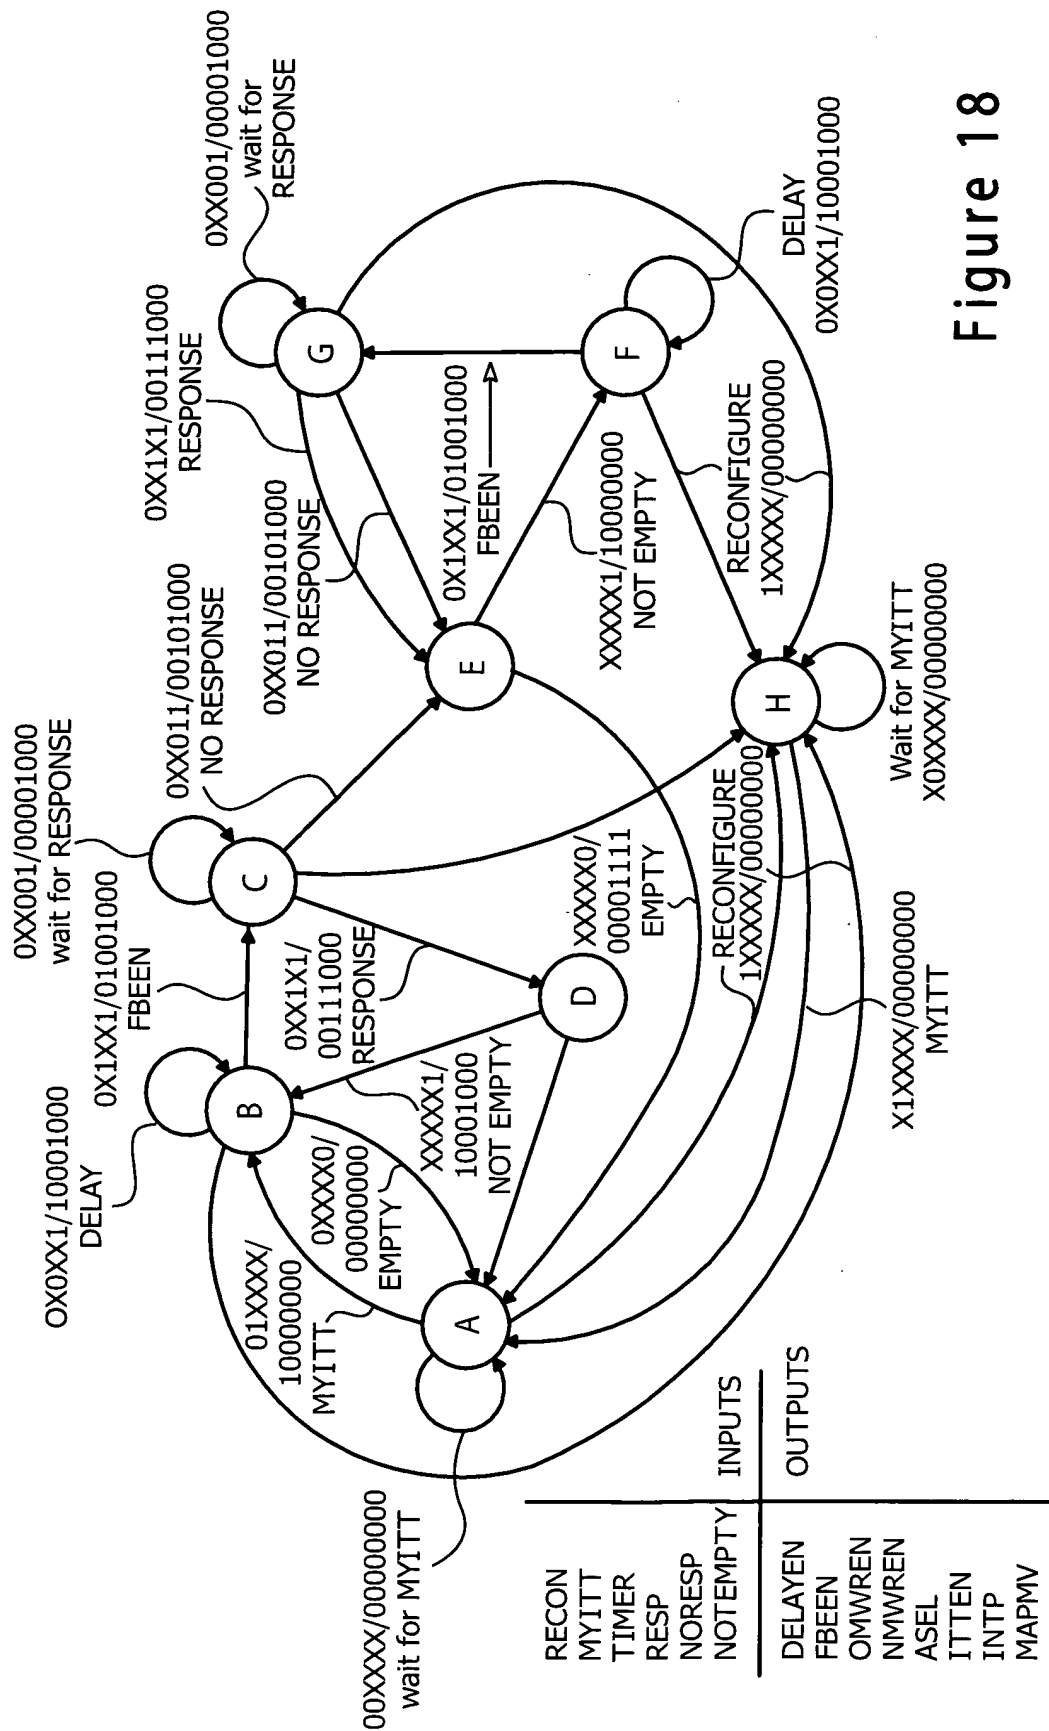 0XX001/00001000
wait for
RESPONSE
0XX1X1/00111000
RESPONSE
0XX011/00101000
NO RESPONSE
0XX011/00101000
NO RESPONSE
0XX001/00001000
wait for RESPONSE
0X1XX1/01001000
FBEEN
OX0XX1/10001000
DELAY
G
0X1XX1/01001000
FBEEN
F
DELAY
0X0XX1/10001000
E
XXXXX1/10000000
NOT EMPTY
RECONFIGURE
1XXXXX/00000000
C
0XX1X1/
00111000
RESPONSE
B
XXXXX1/
10001000
NOT EMPTY
D
XXXXX0/
00001111
EMPTY
0XXXX0/
00000000
EMPTY
01XXXX/
10000000
MYITT
A
H
Wait for MYITT
X0XXXX/00000000
RECONFIGURE
1XXXXX/00000000
X1XXXX/00000000
MYITT
00XXXX/00000000
wait for MYITT
RECON
MYITT
TIMER
RESP
NORESP
NOTEMPTY
INPUTS
OUTPUTS
DELAYEN
FBEEN
OMWREN
NMWREN
ASEL
ITTEN
INTP
MAPMV
Figure 18